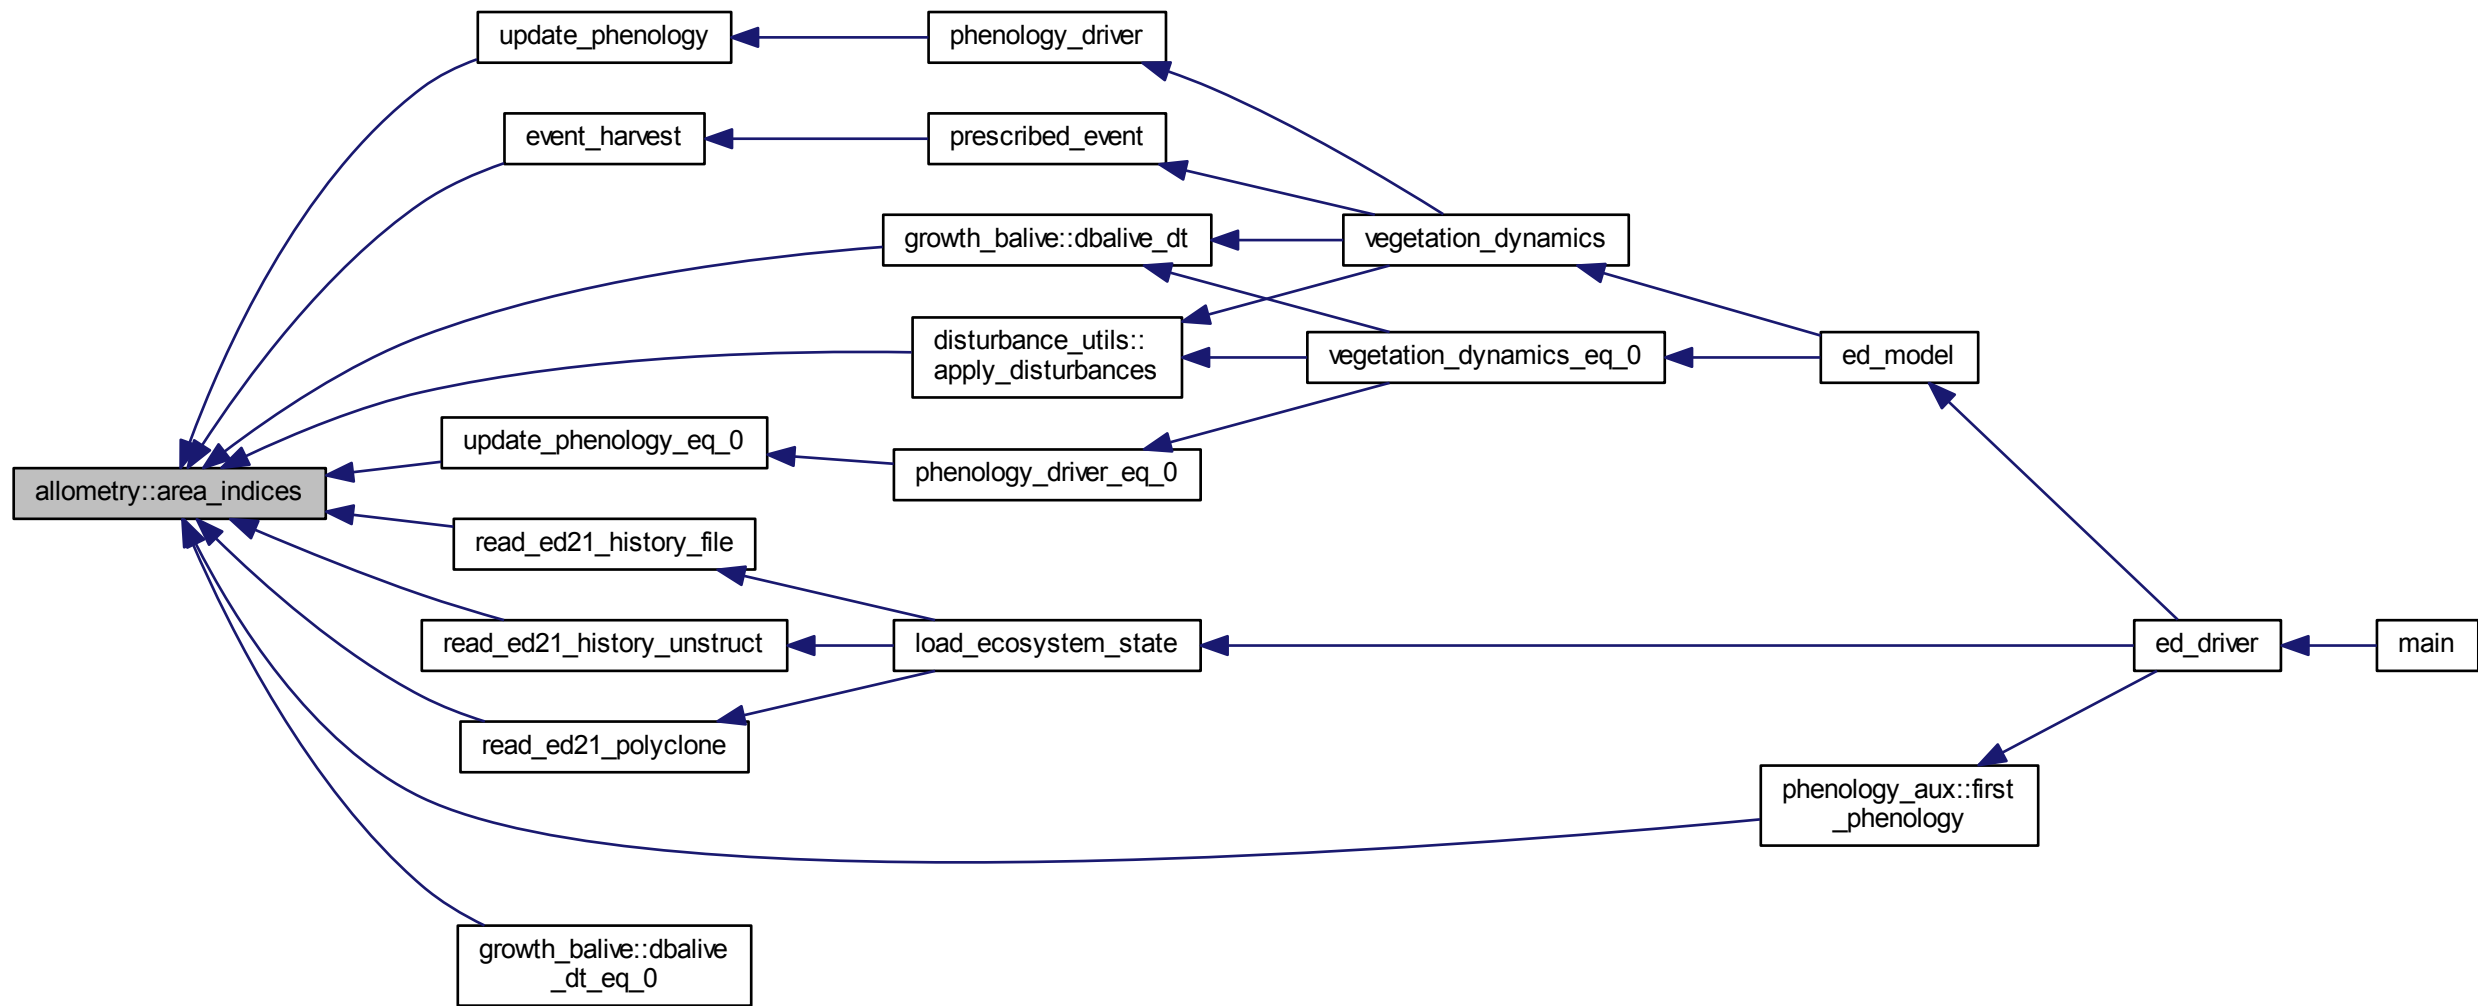 update_phenology
phenology_driver
event_harvest
prescribed_event
growth_balive::dbalive_dt
vegetation_dynamics
disturbance_utils::
apply_disturbances
vegetation_dynamics_eq_0
ed_model
update_phenology_eq_0
phenology_driver_eq_0
allometry::area_indices
read_ed21_history_file
read_ed21_history_unstruct
load_ecosystem_state
ed_driver
main
read_ed21_polyclone
phenology_aux::first
_phenology
growth_balive::dbalive
_dt_eq_0